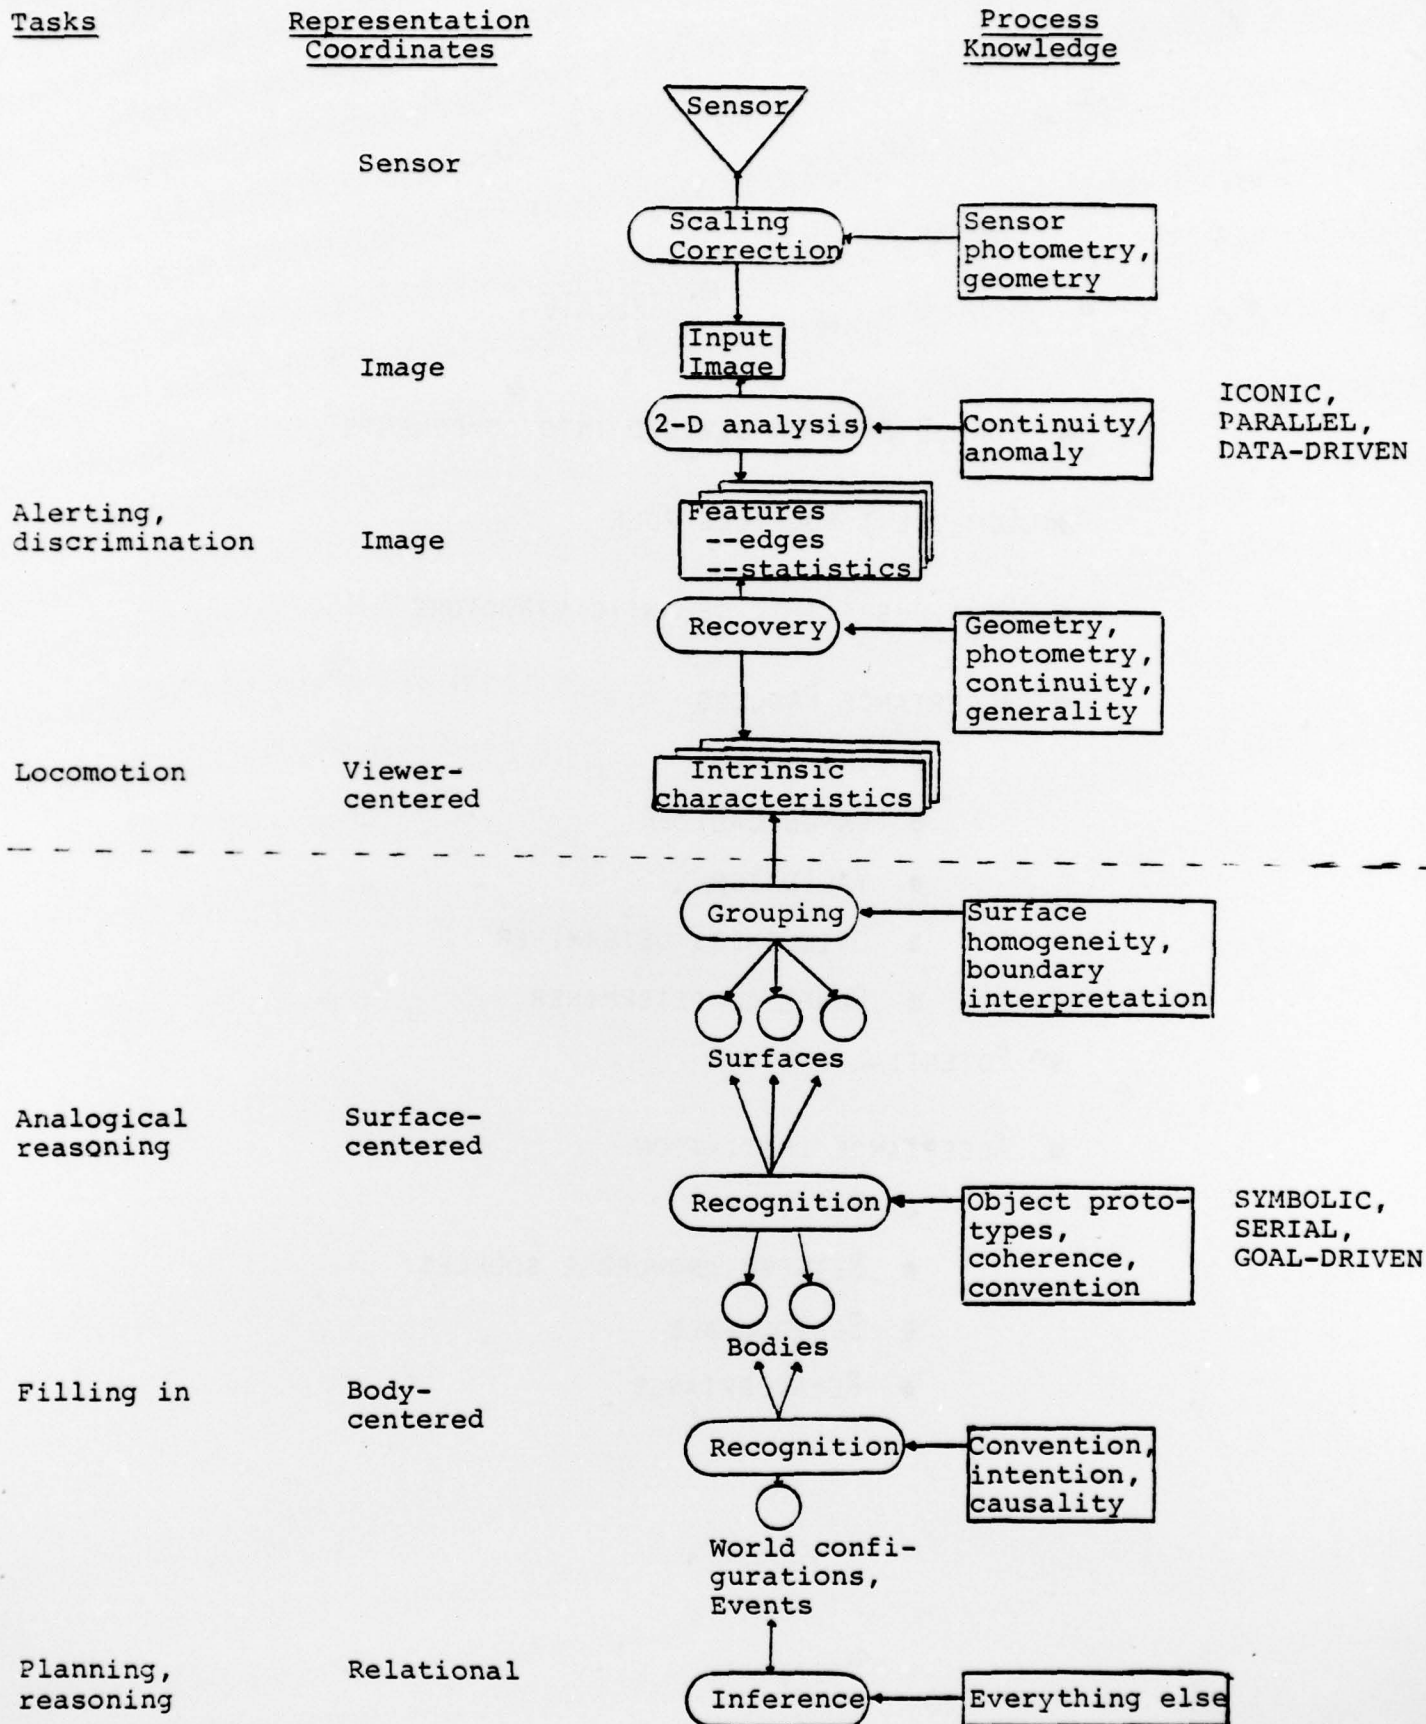 Tasks
Representation
Coordinates
Process
Knowledge
Sensor
Sensor
Scaling
Correction
Sensor
photometry,
geometry
Input
Image
Image
2-D analysis
Continuity/
anomaly
ICONIC,
PARALLEL,
DATA-DRIVEN
Alerting,
discrimination
Image
Features
--edges
--statistics
Recovery
Geometry,
photometry,
continuity,
generality
Locomotion
Viewer-
centered
Intrinsic
characteristics
Grouping
Surface
homogeneity,
boundary
interpretation
Surfaces
Analogical
reasoning
Surface-
centered
Recognition
Object proto-
types,
coherence,
convention
SYMBOLIC,
SERIAL,
GOAL-DRIVEN
Bodies
Filling in
Body-
centered
Recognition
Convention,
intention,
causality
World confi-
gurations,
Events
Planning,
reasoning
Relational
Inference
Everything else